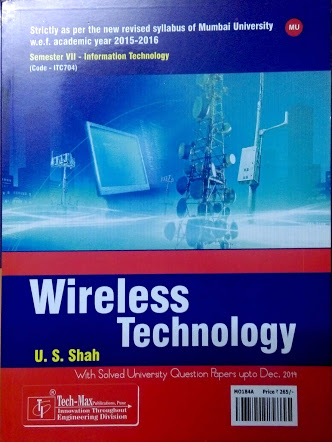 Strictly as per the new revised syllabus of Mumbai University
w.e.f. academic year 2015-2016
MU
Semester VII - Information Technology
(Code - ITC704)
Wireless
Technology
U. S. Shah
With Solved University Question Papers upto Dec. 2014
Tech-Max Publications, Pune
Innovation Throughout
Engineering Division
MO184A Price ₹ 265/-